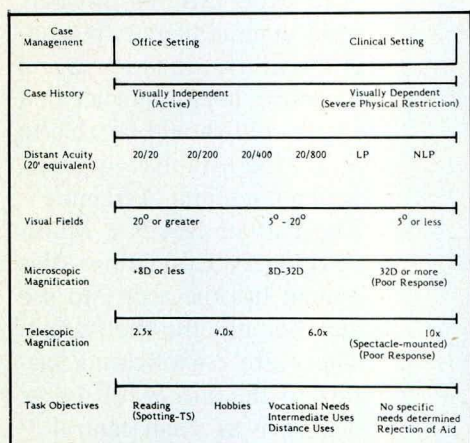 Case Management Office Setting Clinical Setting
Case History Visually Independent (Active) Visually Dependent (Severe Physical Restriction)
Distant Acuity (20' equivalent) 20/20 20/200 20/400 20/800 LP NLP
Visual Fields 20° or greater 5° - 20° 5° or less
Microscopic Magnification +8D or less 8D-32D 32D or more (Poor Response)
Telescopic Magnification 2.5x 4.0x 6.0x 10x (Spectacle-mounted) (Poor Response)
Task Objectives Reading (Spotting-TS) Hobbies Vocational Needs Intermediate Uses Distance Uses No specific needs determined Rejection of Aid